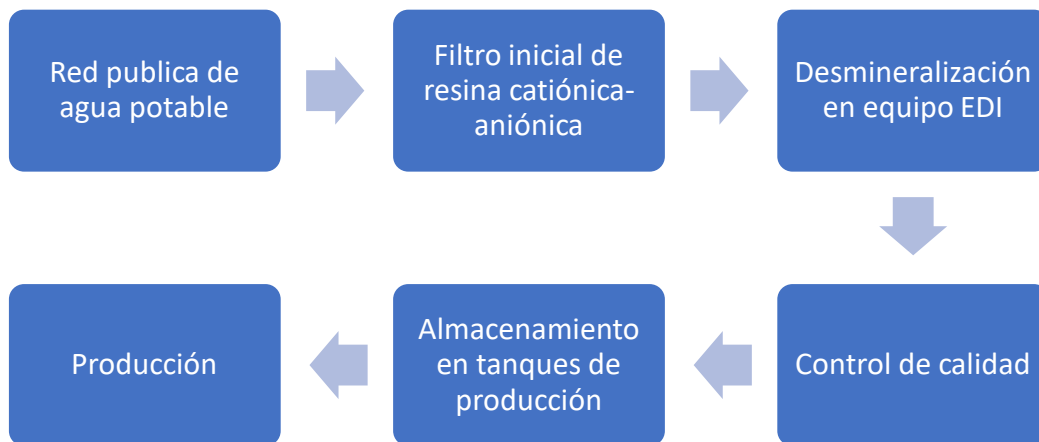 Red publica de
agua potable
Filtro inicial de
resina catiónica-
aniónica
Desmineralización
en equipo EDI
Control de calidad
Almacenamiento
en tanques de
producción
Producción